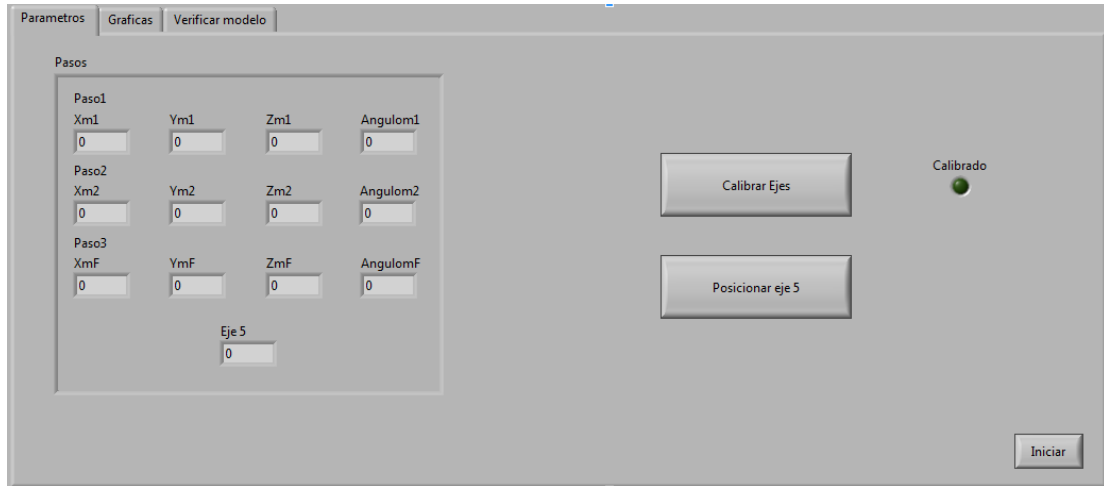 Parametros Graficas Verificar modelo
Pasos
Paso1
Xm1 Ym1 Zm1 Angulom1
0 0 0 0
Paso2
Xm2 Ym2 Zm2 Angulom2
0 0 0 0
Paso3
XmF YmF ZmF AngulomF
0 0 0 0
Eje 5
0
Calibrar Ejes
Calibrado
Posicionar eje 5
Iniciar